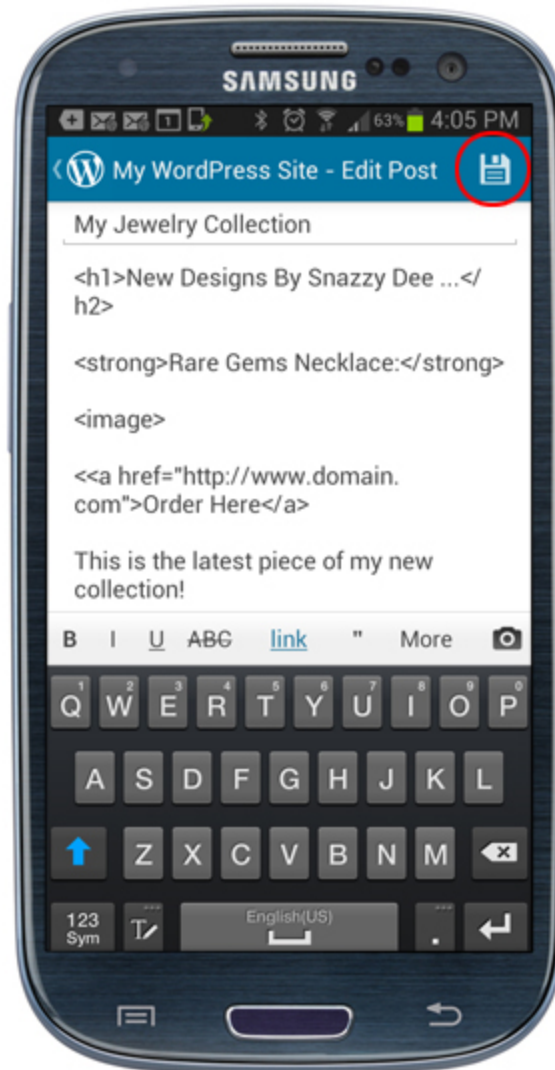 SAMSUNG
1 63% 4:05 PM
My WordPress Site - Edit Post
My Jewelry Collection
<h1>New Designs By Snazzy Dee ...</
h2>
<strong>Rare Gems Necklace:</strong>
<image>
<<a href="http://www.domain.
com">Order Here</a>
This is the latest piece of my new
collection!
B I U ABC link " More
1 2 3 4 5 6 7 8 9 0
Q W E R T Y U I O P
A S D F G H J K L
Z X C V B N M
123
Sym
English(US)
.